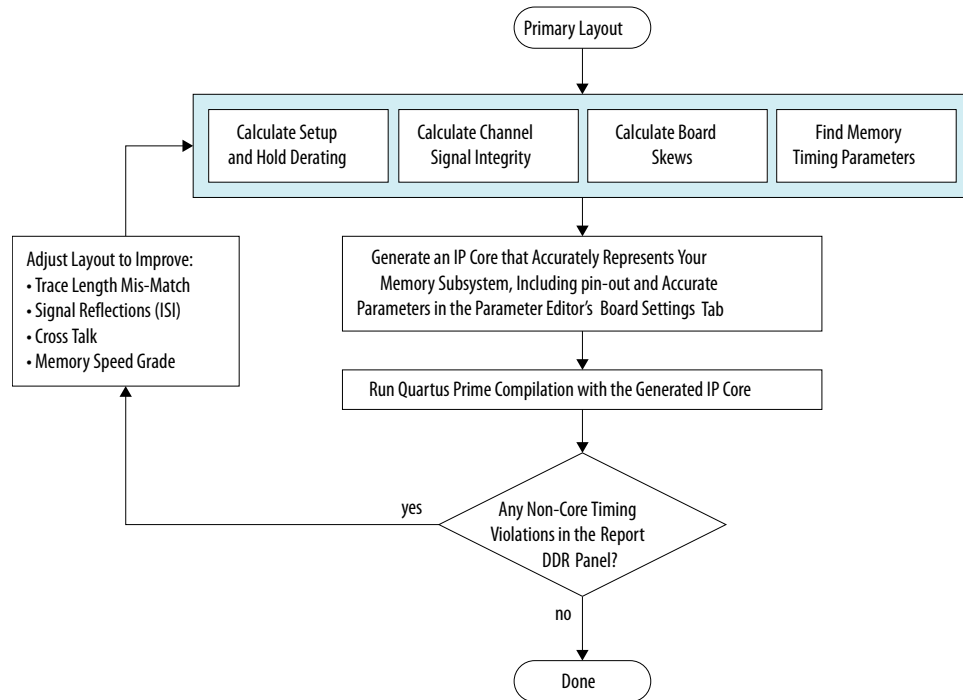 Primary Layout
Calculate Setup
and Hold Derating
Calculate Channel
Signal Integrity
Calculate Board
Skews
Find Memory
Timing Parameters
Adjust Layout to Improve:
• Trace Length Mis-Match
• Signal Reflections (ISI)
• Cross Talk
• Memory Speed Grade
Generate an IP Core that Accurately Represents Your
Memory Subsystem, Including pin-out and Accurate
Parameters in the Parameter Editor's Board Settings Tab
Run Quartus Prime Compilation with the Generated IP Core
yes
Any Non-Core Timing
Violations in the Report
DDR Panel?
no
Done